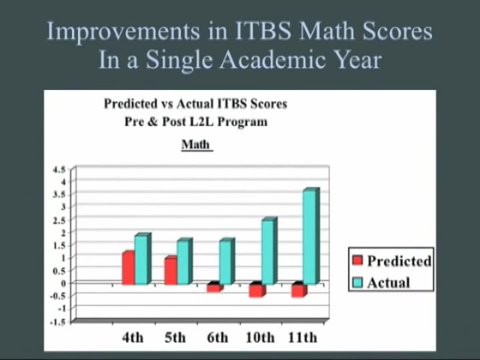 Improvements in ITBS Math Scores
In a Single Academic Year
Predicted vs Actual ITBS Scores
Pre & Post L2L Program
Math
4.5
4
3.5
3
2.5
2
1.5
1
0.5
0
-0.5
-1
-1.5
4th 5th 6th 10th 11th
Predicted
Actual